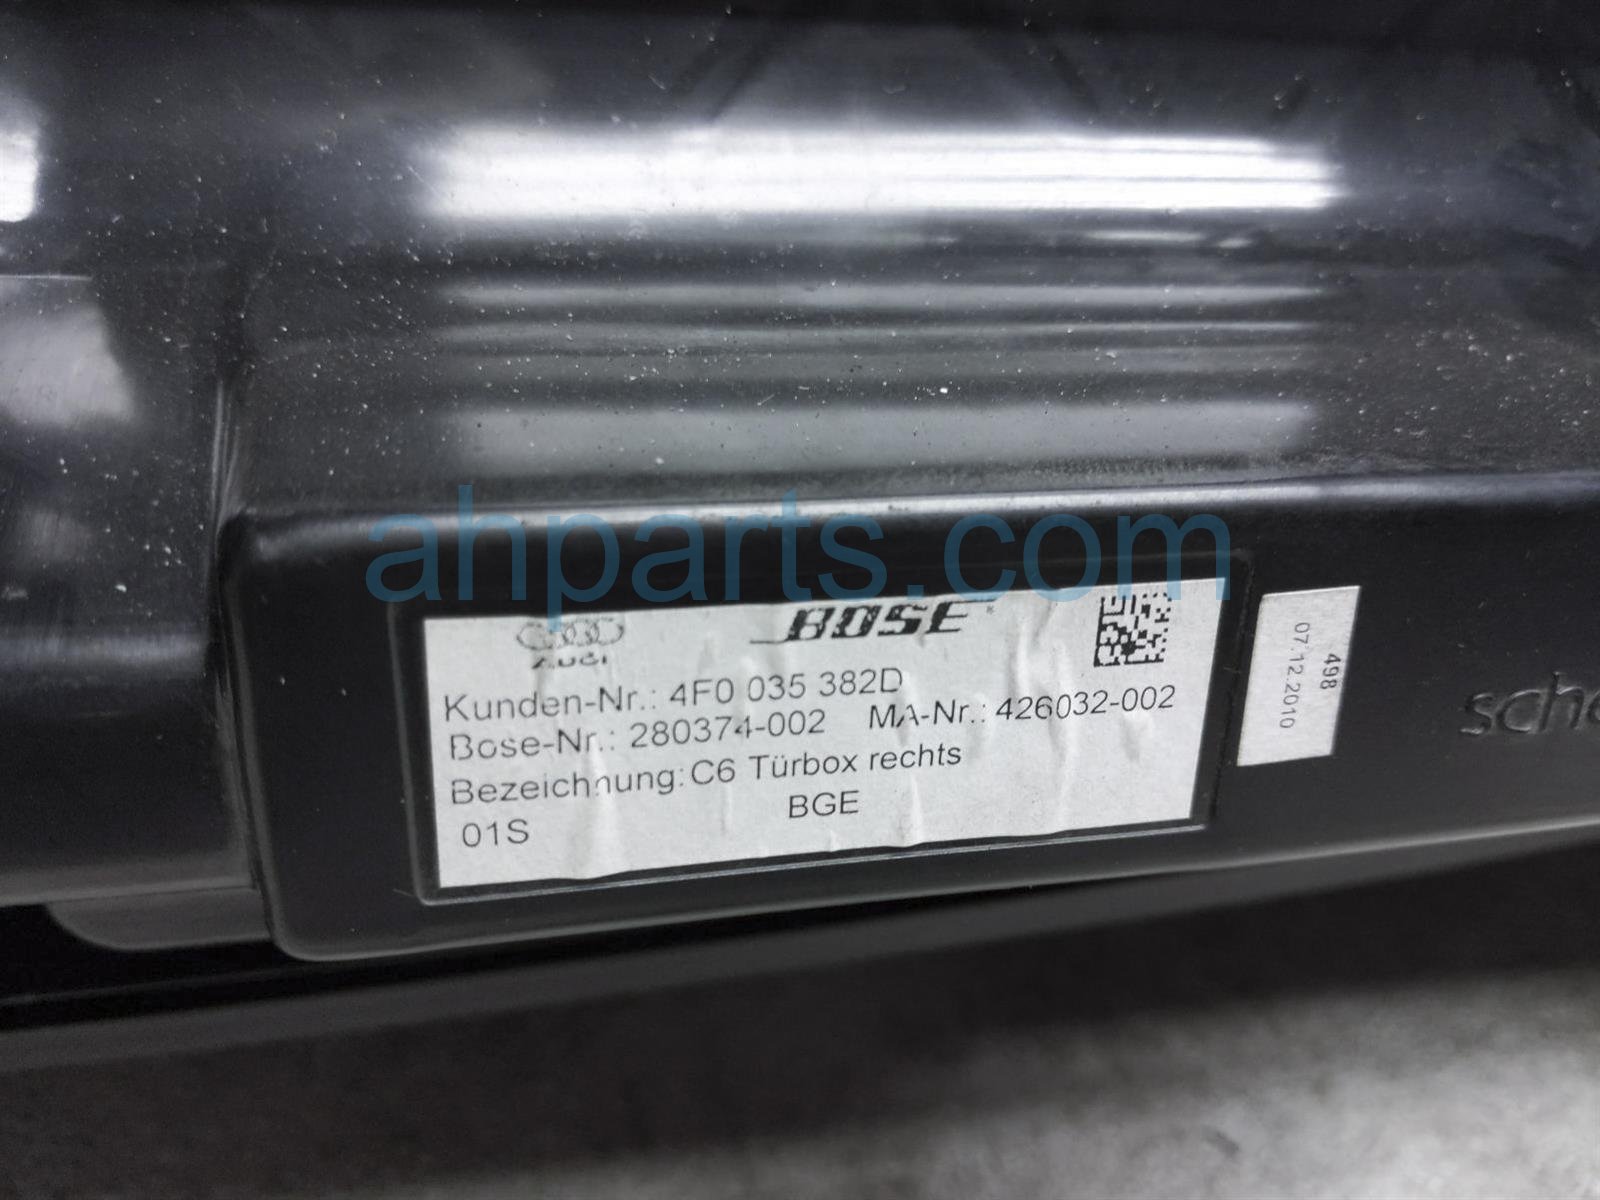 ahparts.com
Audi
BOSE
Kunden-Nr.: 4F0 035 382D
Bose-Nr.: 280374-002 MA-Nr.: 426032-002
Bezeichnung: C6 Türbox rechts
01S BGE
498
07.12.2010